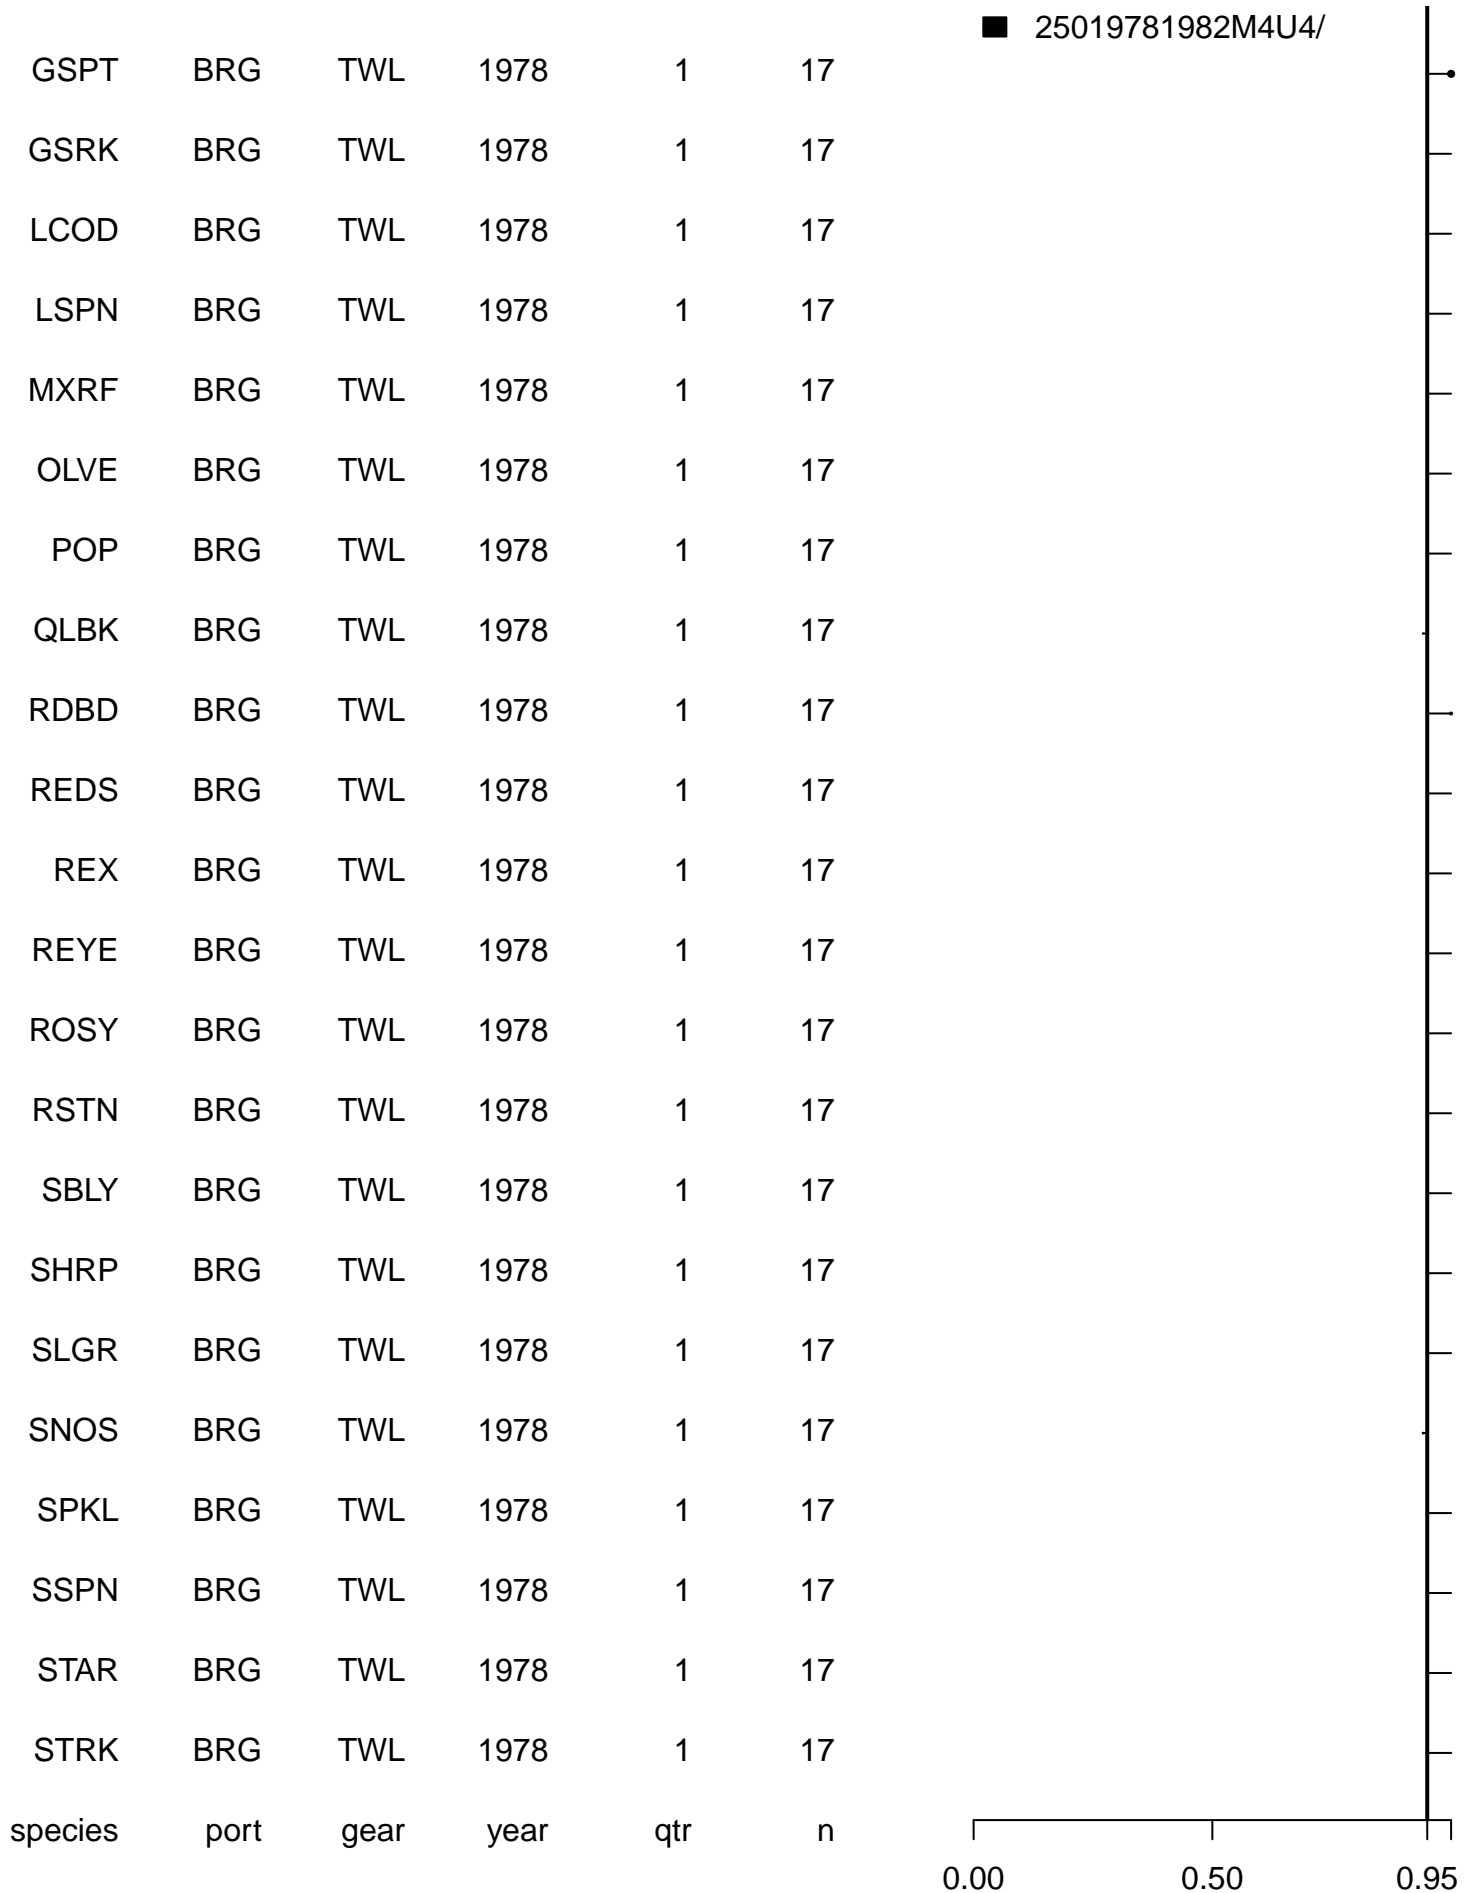 25019781982M4U4/
GSPT BRG TWL 1978 1 17
GSRK BRG TWL 1978 1 17
LCOD BRG TWL 1978 1 17
LSPN BRG TWL 1978 1 17
MXRF BRG TWL 1978 1 17
OLVE BRG TWL 1978 1 17
POP BRG TWL 1978 1 17
QLBK BRG TWL 1978 1 17
RDBD BRG TWL 1978 1 17
REDS BRG TWL 1978 1 17
REX BRG TWL 1978 1 17
REYE BRG TWL 1978 1 17
ROSY BRG TWL 1978 1 17
RSTN BRG TWL 1978 1 17
SBLY BRG TWL 1978 1 17
SHRP BRG TWL 1978 1 17
SLGR BRG TWL 1978 1 17
SNOS BRG TWL 1978 1 17
SPKL BRG TWL 1978 1 17
SSPN BRG TWL 1978 1 17
STAR BRG TWL 1978 1 17
STRK BRG TWL 1978 1 17
species port gear year qtr n
0.00 0.50 0.95